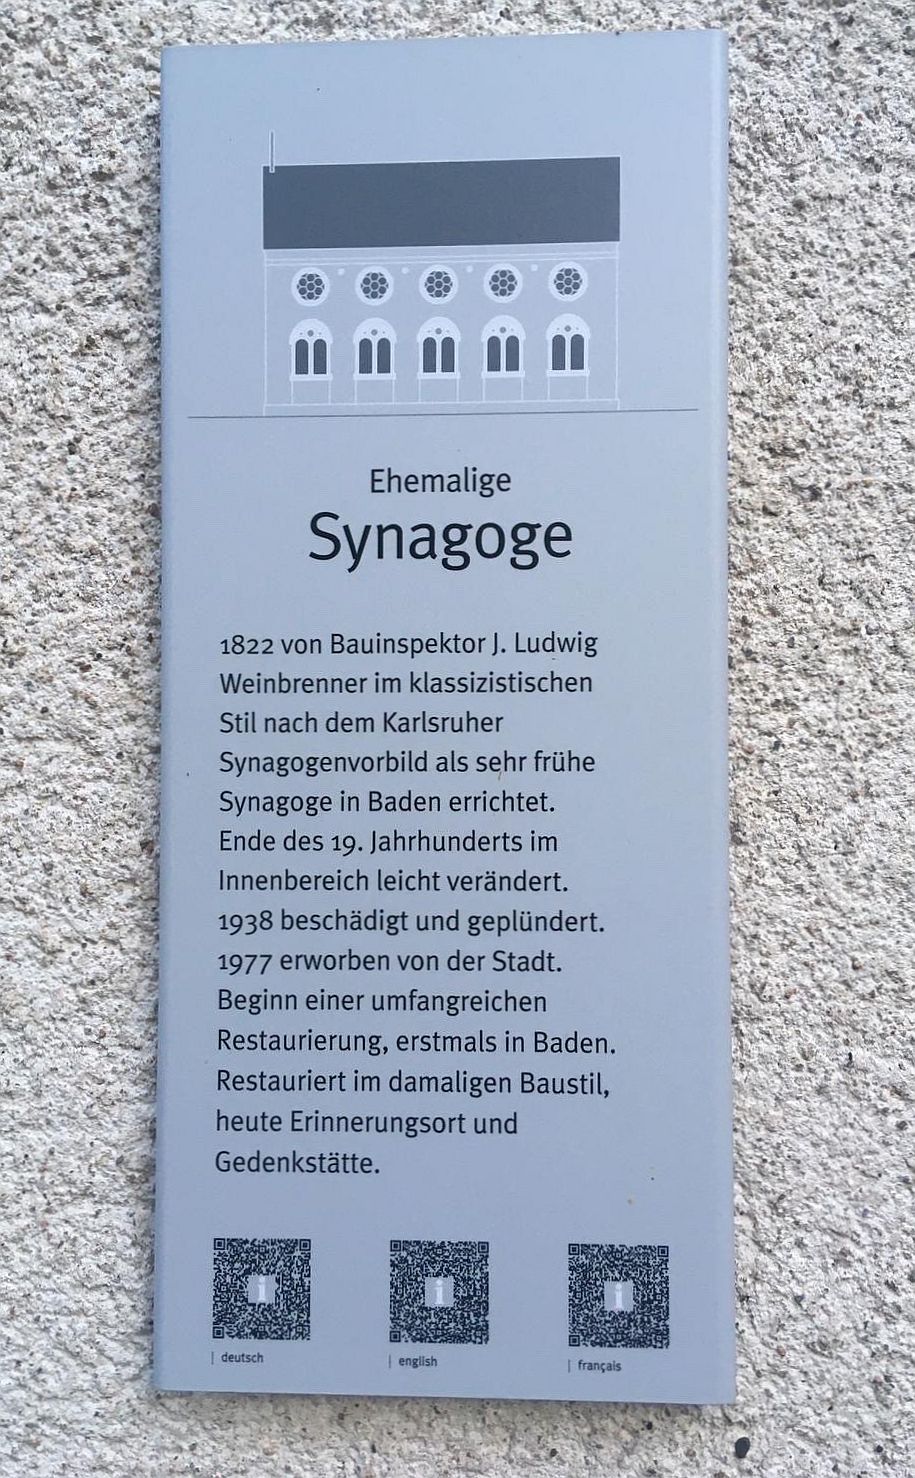 Ehemalige
Synagoge
1822 von Bauinspektor J. Ludwig
Weinbrenner im klassizistischen
Stil nach dem Karlsruher
Synagogenvorbild als sehr frühe
Synagoge in Baden errichtet.
Ende des 19. Jahrhunderts im
Innenbereich leicht verändert.
1938 beschädigt und geplündert.
1977 erworben von der Stadt.
Beginn einer umfangreichen
Restaurierung, erstmals in Baden.
Restauriert im damaligen Baustil,
heute Erinnerungsort und
Gedenkstätte.
i i i
| deutsch | english | français